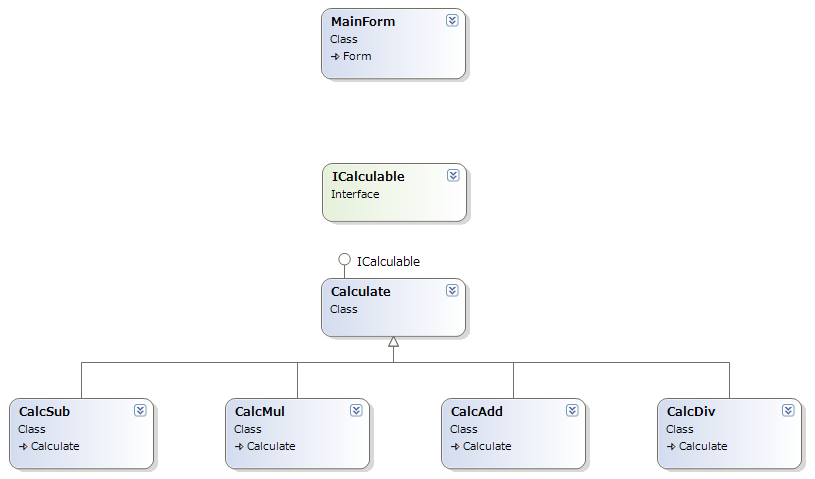 MainForm
Class
Form
ICalculable
Interface
ICalculable
Calculate
Class
CalcSub
Class
Calculate
CalcMul
Class
Calculate
CalcAdd
Class
Calculate
CalcDiv
Class
Calculate